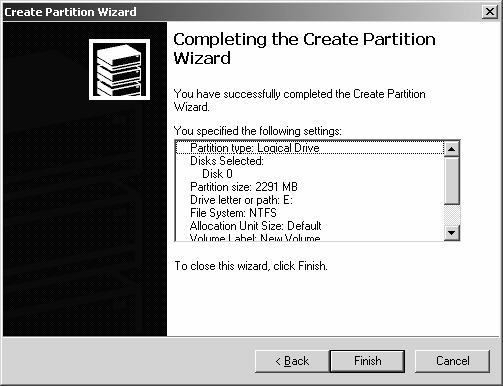 Create Partition Wizard
Completing the Create Partition
Wizard
You have successfully completed the Create Partition
Wizard.
You specified the following settings:
Partition type: Logical Drive
Disks Selected:
Disk 0
Partition size: 2291 MB
Drive letter or path: E:
File System: NTFS
Allocation Unit Size: Default
Volume Label: New Volume
To close this wizard, click Finish.
< Back
Finish
Cancel